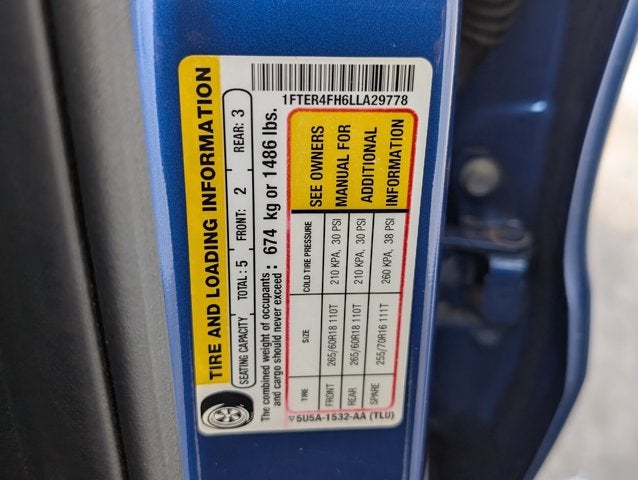 1FTER4FH6LLA29778
TIRE AND LOADING INFORMATION
SEATING CAPACITY TOTAL: 5 FRONT: 2 REAR: 3
The combined weight of occupants and cargo should never exceed: 674 kg or 1486 lbs.
TIRE SIZE COLD TIRE PRESSURE
FRONT 265/60R18 110T 210 KPA, 30 PSI
REAR 265/60R18 110T 210 KPA, 30 PSI
SPARE 255/70R16 111T 260 KPA, 38 PSI
SEE OWNERS
MANUAL FOR
ADDITIONAL
INFORMATION
5U5A-1532-AA (TLU)